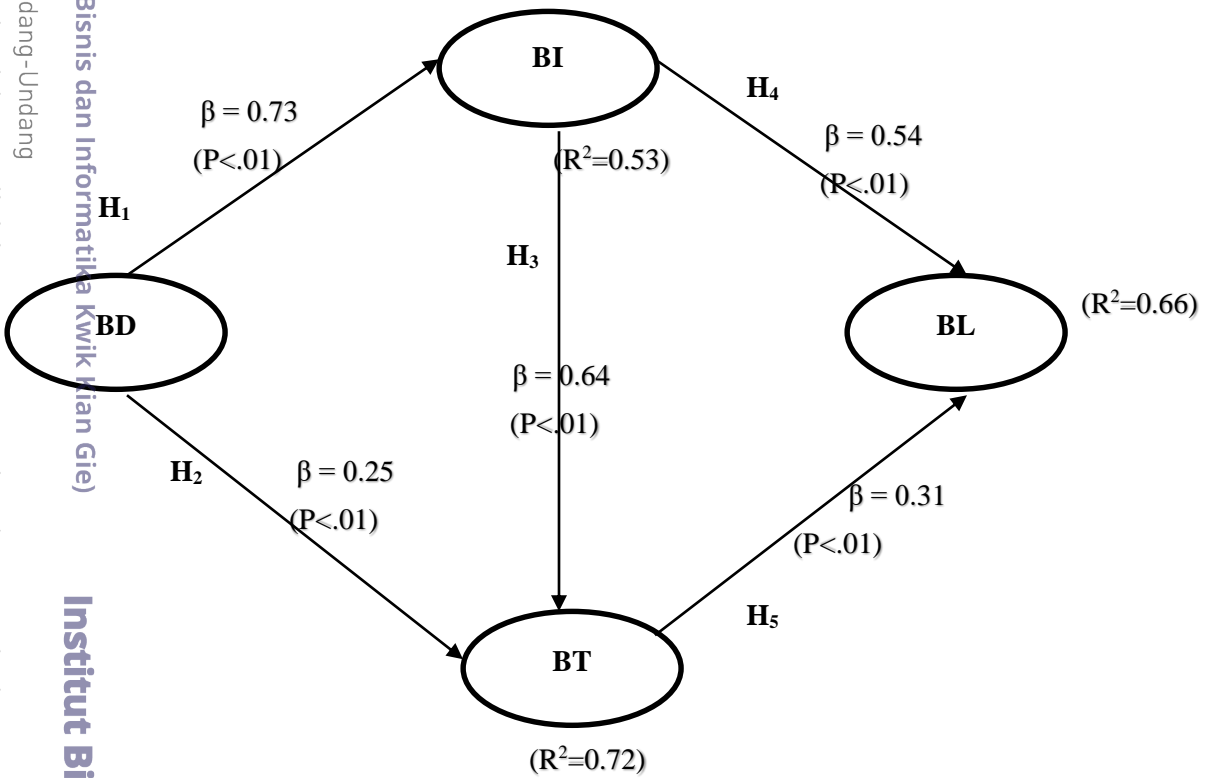 BI
H₄
β = 0.73
(P<.01)
β = 0.54
(P<.01)
(R²=0.53)
H₁
H₃
BD
BL
(R²=0.66)
β = 0.64
(P<.01)
H₂
β = 0.25
(P<.01)
β = 0.31
(P<.01)
H₅
BT
(R²=0.72)
dang-Undang
Bisnis dan Informatika Kwik Kian Gie)
Institut Bi